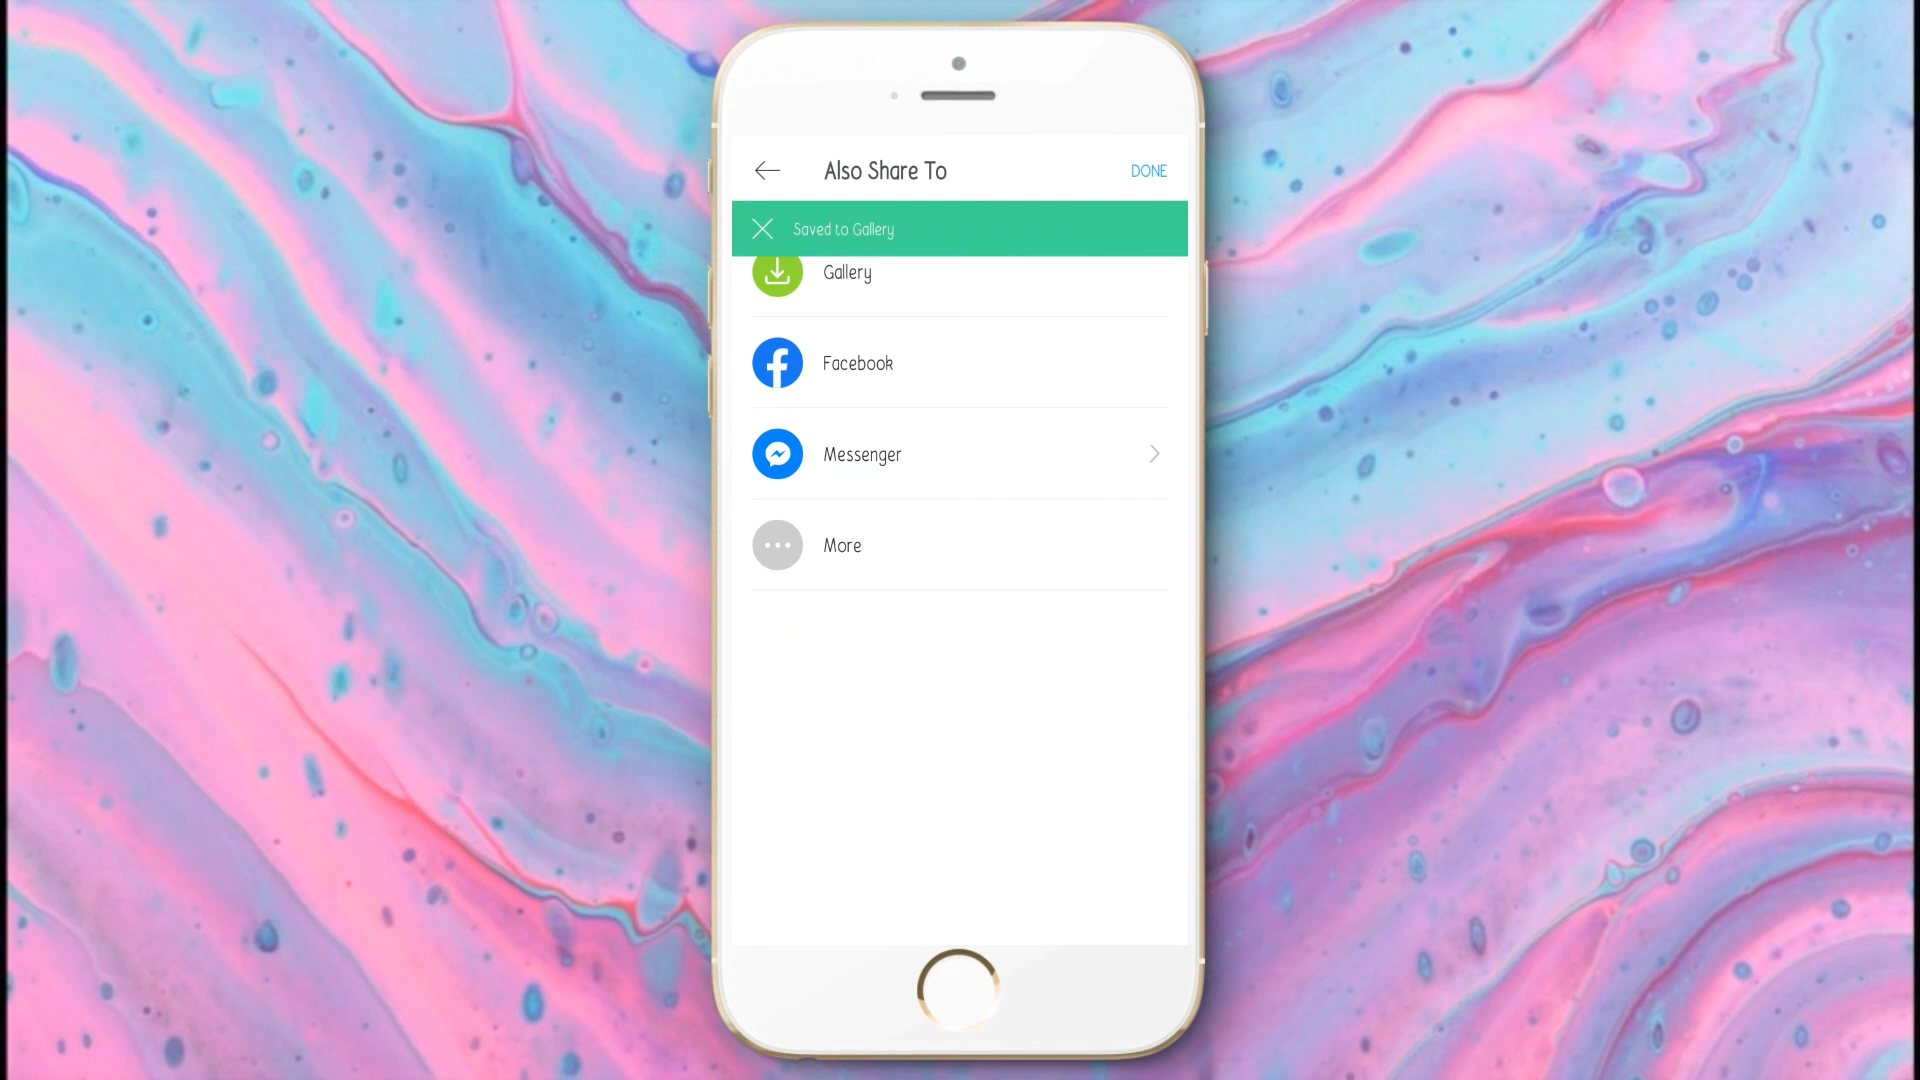 Also Share To
DONE
Saved to Gallery
Gallery
Facebook
Messenger
More